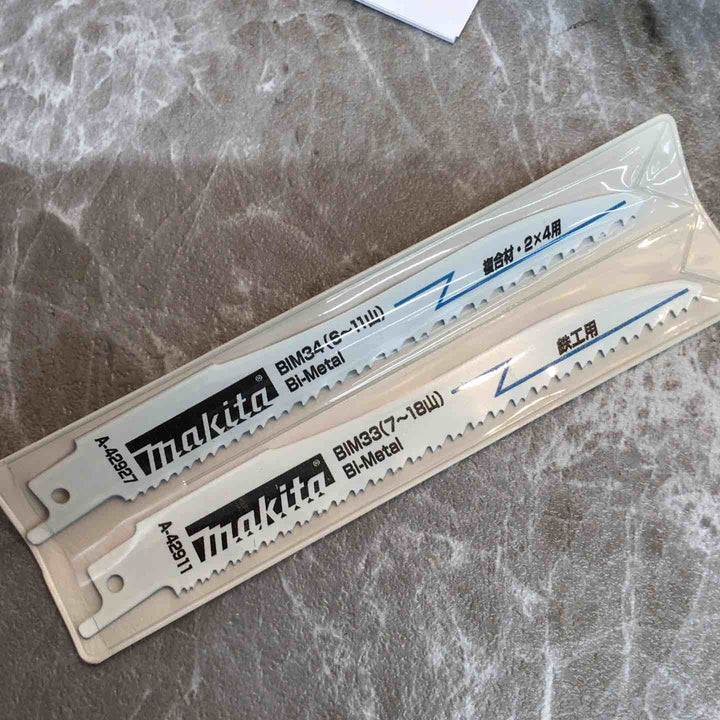 A-42927
makita®
BIM34(6~11山)
Bi-Metal
複合材・2×4用
A-42911
makita®
BIM33(7~18山)
Bi-Metal
鉄工用